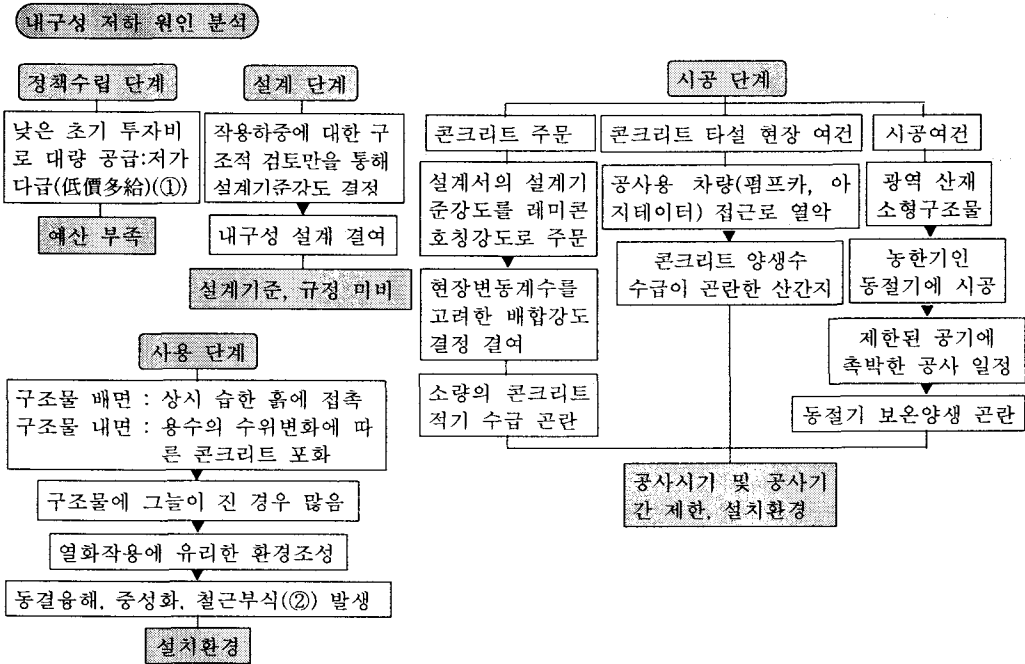 내구성 저하 원인 분석
정책수립 단계
낮은 초기 투자비
로 대량 공급:저가
다급(低價多給)(①)
예산 부족
설계 단계
작용하중에 대한 구
조적 검토만을 통해
설계기준강도 결정
내구성 설계 결여
설계기준, 규정 미비
시공 단계
콘크리트 주문
설계서의 설계기
준강도를 레미콘
호칭강도로 주문
현장변동계수를
고려한 배합강도
결정 결여
소량의 콘크리트
적기 수급 곤란
콘크리트 타설 현장 여건
공사용 차량(펌프카, 아
지테이터) 접근로 열악
콘크리트 양생수
수급이 곤란한 산간지
시공여건
광역 산재
소형구조물
농한기인
동절기에 시공
제한된 공기에
촉박한 공사 일정
동절기 보온양생 곤란
공사시기 및 공사기
간 제한, 설치환경
사용 단계
구조물 배면 : 상시 습한 흙에 접촉
구조물 내면 : 용수의 수위변화에 따
른 콘크리트 포화
구조물에 그늘이 진 경우 많음
열화작용에 유리한 환경조성
동결융해, 중성화, 철근부식(②) 발생
설치환경